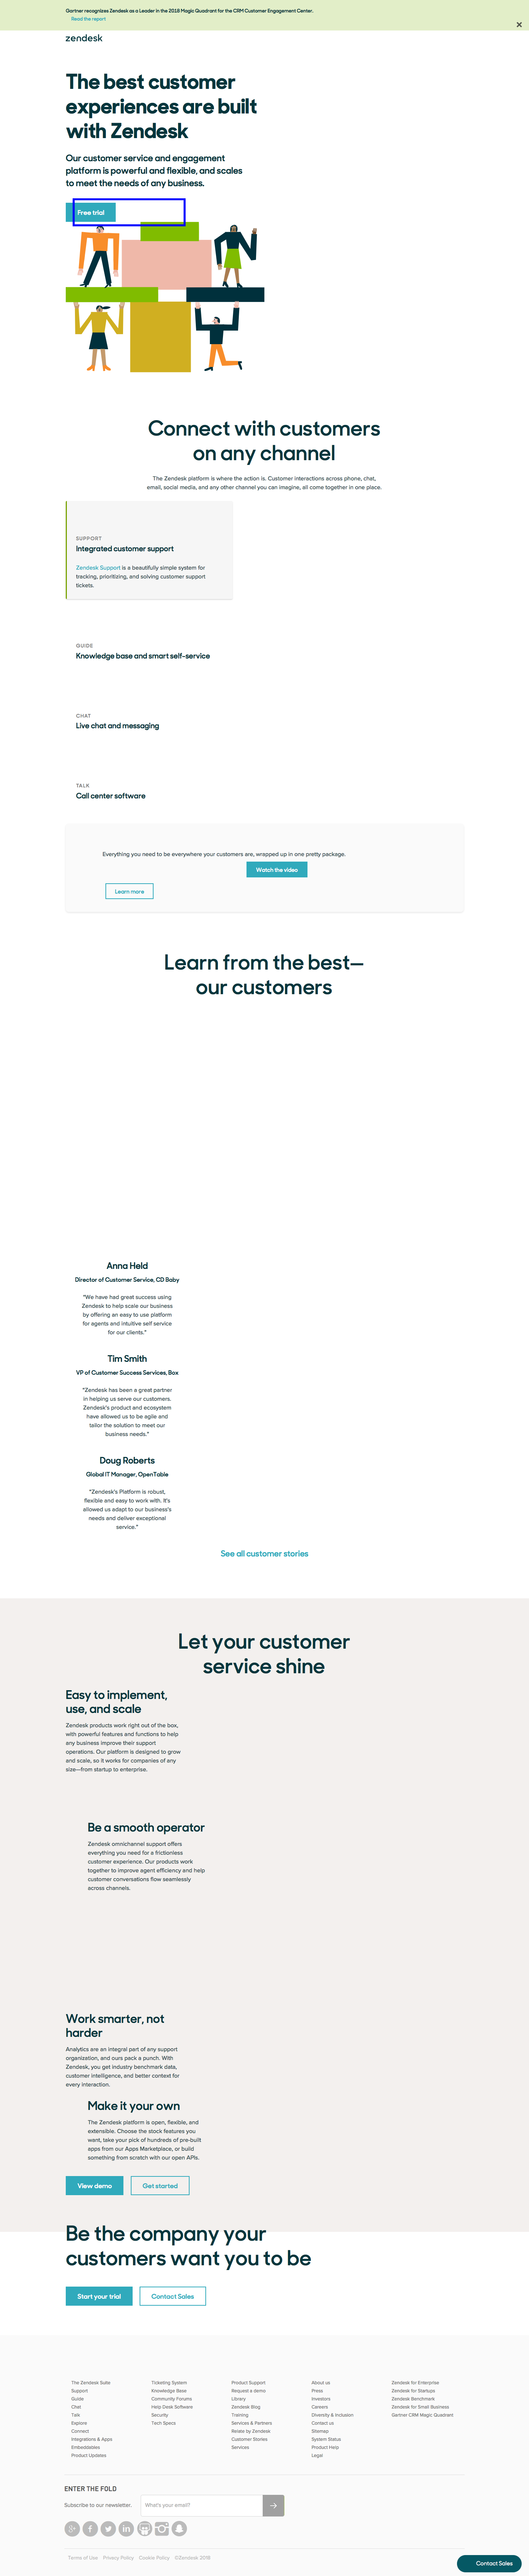 Gartner recognizes Zendesk as a Leader in the 2018 Magic Quadrant for the CRM Customer Engagement Center.
Read the report
zendesk
The best customer
experiences are built
with Zendesk
Our customer service and engagement
platform is powerful and flexible, and scales
to meet the needs of any business.
Free trial
Connect with customers
on any channel
The Zendesk platform is where the action is. Customer interactions across phone, chat,
email, social media, and any other channel you can imagine, all come together in one place.
SUPPORT
Integrated customer support
Zendesk Support is a beautifully simple system for
tracking, prioritizing, and solving customer support
tickets.
GUIDE
Knowledge base and smart self-service
CHAT
Live chat and messaging
TALK
Call center software
Everything you need to be everywhere your customers are, wrapped up in one pretty package.
Watch the video
Learn more
Learn from the best—
our customers
Anna Held
Director of Customer Service, CD Baby
"We have had great success using
Zendesk to help scale our business
by offering an easy to use platform
for agents and intuitive self service
for our clients."
Tim Smith
VP of Customer Success Services, Box
"Zendesk has been a great partner
in helping us serve our customers.
Zendesk's product and ecosystem
have allowed us to be agile and
tailor the solution to meet our
business needs."
Doug Roberts
Global IT Manager, OpenTable
"Zendesk's Platform is robust,
flexible and easy to work with. It's
allowed us adapt to our business's
needs and deliver exceptional
service."
See all customer stories
Let your customer
service shine
Easy to implement,
use, and scale
Zendesk products work right out of the box,
with powerful features and functions to help
any business improve their support
operations. Our platform is designed to grow
and scale, so it works for companies of any
size—from startup to enterprise.
Be a smooth operator
Zendesk omnichannel support offers
everything you need for a frictionless
customer experience. Our products work
together to improve agent efficiency and help
customer conversations flow seamlessly
across channels.
Work smarter, not
harder
Analytics are an integral part of any support
organization, and ours pack a punch. With
Zendesk, you get industry benchmark data,
customer intelligence, and better context for
every interaction.
Make it your own
The Zendesk platform is open, flexible, and
extensible. Choose the stock features you
want, take your pick of hundreds of pre-built
apps from our Apps Marketplace, or build
something from scratch with our open APIs.
View demo
Get started
Be the company your
customers want you to be
Start your trial
Contact Sales
The Zendesk Suite
Support
Guide
Chat
Talk
Explore
Connect
Integrations & Apps
Embeddables
Product Updates
Ticketing System
Knowledge Base
Community Forums
Help Desk Software
Security
Tech Specs
Product Support
Request a demo
Library
Zendesk Blog
Training
Services & Partners
Relate by Zendesk
Customer Stories
Services
About us
Press
Investors
Careers
Diversity & Inclusion
Contact us
Sitemap
System Status
Product Help
Legal
Zendesk for Enterprise
Zendesk for Startups
Zendesk Benchmark
Zendesk for Small Business
Gartner CRM Magic Quadrant
ENTER THE FOLD
Subscribe to our newsletter.
What's your email?
Terms of Use
Privacy Policy
Cookie Policy
©Zendesk 2018
Contact Sales